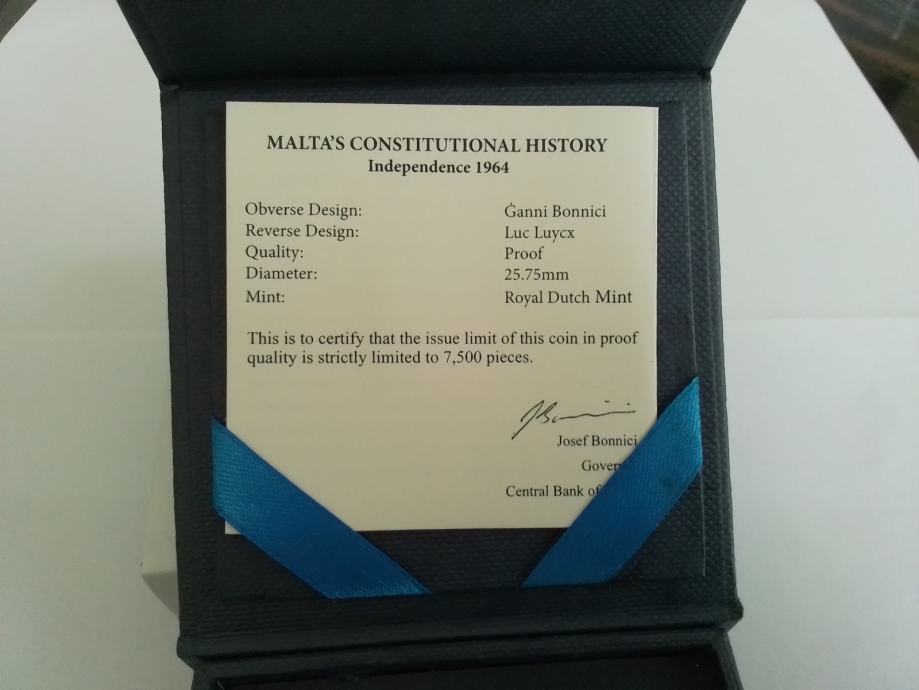 MALTA'S CONSTITUTIONAL HISTORY
Independence 1964
Obverse Design: Ġanni Bonnici
Reverse Design: Luc Luycx
Quality: Proof
Diameter: 25.75mm
Mint: Royal Dutch Mint
This is to certify that the issue limit of this coin in proof
quality is strictly limited to 7,500 pieces.
Josef Bonnici
Central Bank of